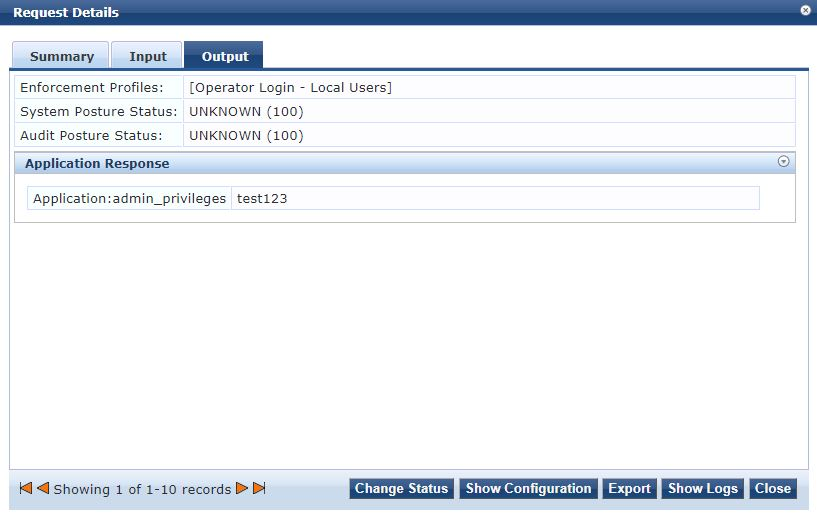 Request Details
Summary Input Output
Enforcement Profiles: [Operator Login - Local Users]
System Posture Status: UNKNOWN (100)
Audit Posture Status: UNKNOWN (100)
Application Response
Application:admin_privileges test123
Showing 1 of 1-10 records Change Status Show Configuration Export Show Logs Close